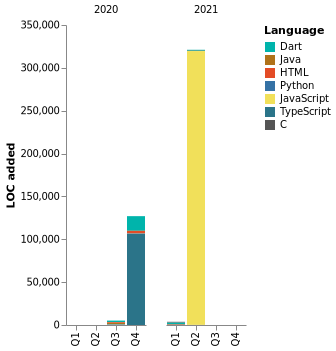 2020
2021
350,000
300,000
250,000
200,000
150,000
100,000
50,000
0
LOC added
Q1
Q2
Q3
Q4
Q1
Q2
Q3
Q4
Language
Dart
Java
HTML
Python
JavaScript
TypeScript
C